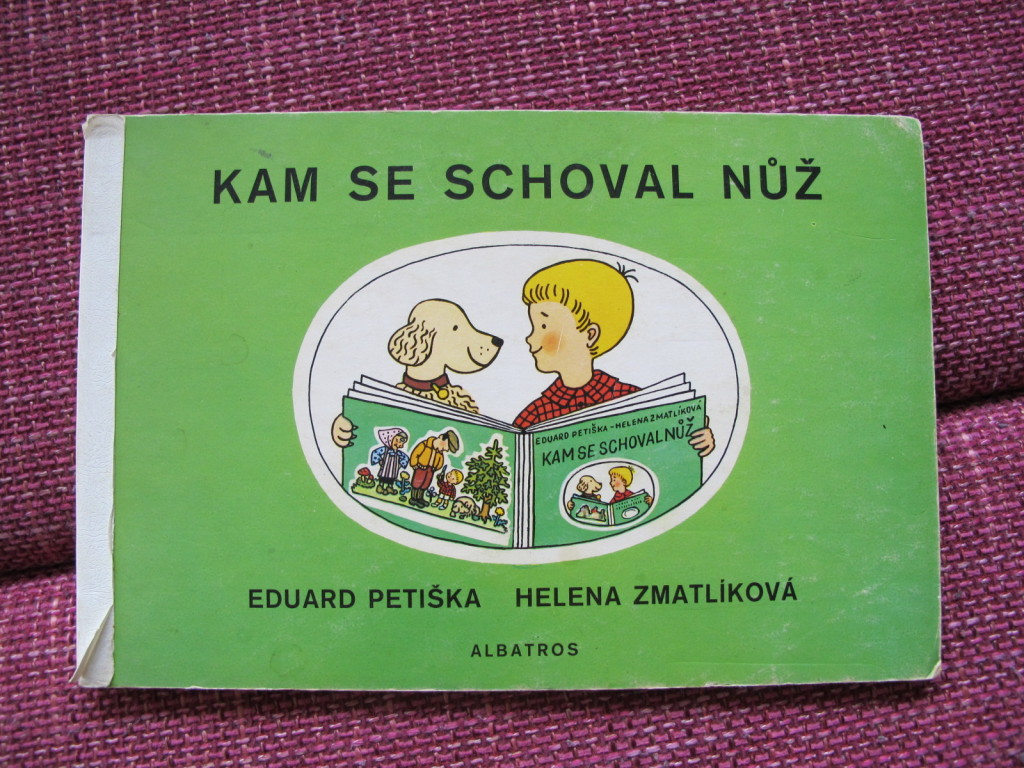 KAM SE SCHOVAL NŮŽ
EDUARD PETIŠKA - HELENA ZMATLÍKOVÁ
KAM SE SCHOVAL NŮŽ
EDUARD PETIŠKA HELENA ZMATLÍKOVÁ
ALBATROS